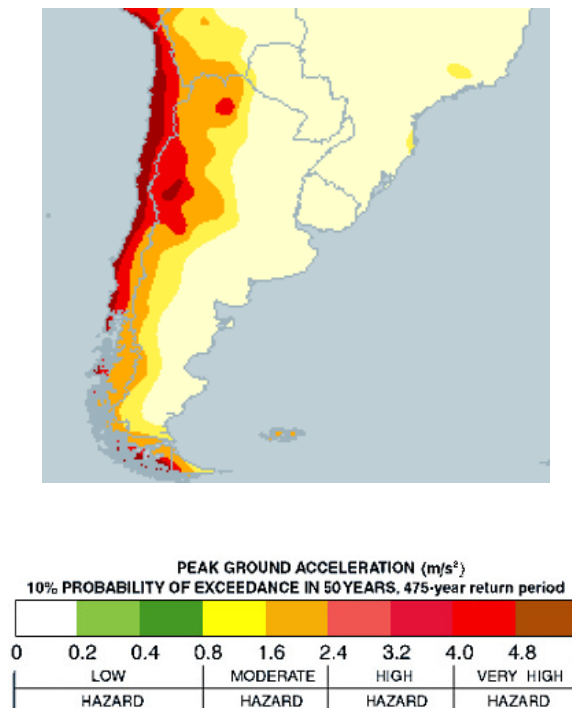 PEAK GROUND ACCELERATION (m/s²)
10% PROBABILITY OF EXCEEDANCE IN 50 YEARS, 475-year return period
0 0.2 0.4 0.8 1.6 2.4 3.2 4.0 4.8
LOW MODERATE HIGH VERY HIGH
HAZARD HAZARD HAZARD HAZARD